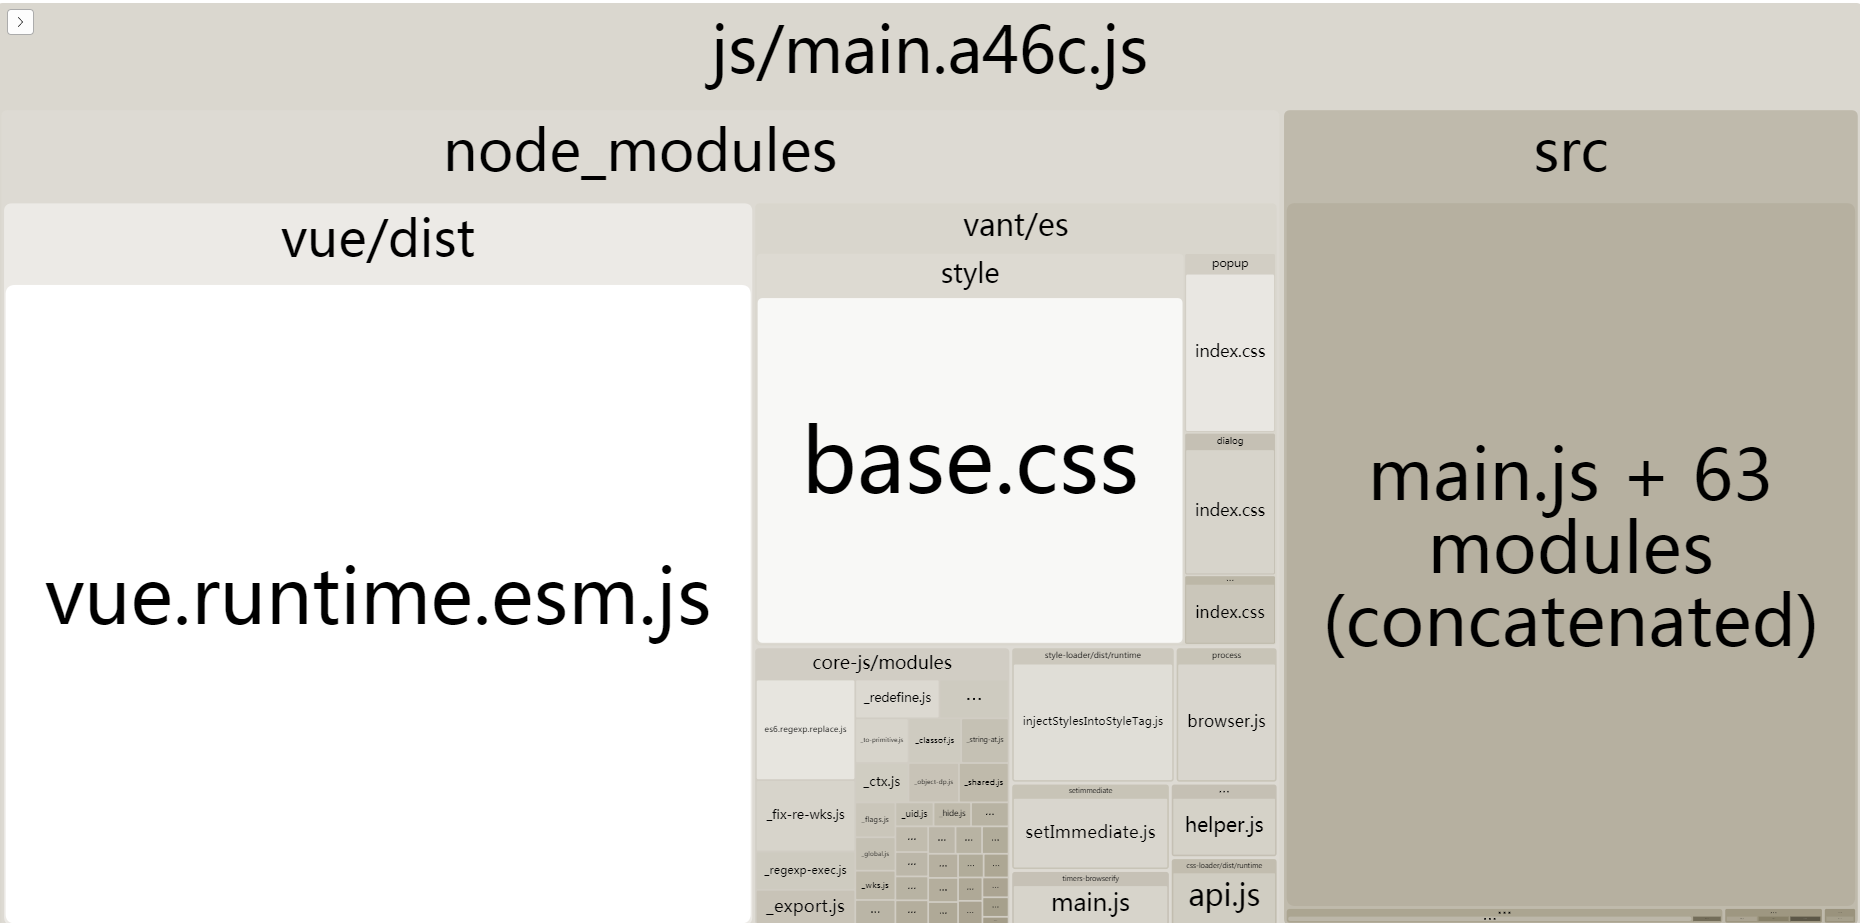 js/main.a46c.js
node_modules
src
vue/dist
vue.runtime.esm.js
vant/es
style
base.css
popup
index.css
dialog
index.css
...
index.css
main.js + 63
modules
(concatenated)
core-js/modules
es6.regexp.replace.js
_fix-re-wks.js
_regexp-exec.js
_export.js
_redefine.js
...
_to-primitive.js
_classof.js
_string-at.js
_ctx.js
_object-dp.js
_shared.js
_flags.js
_uid.js
_hide.js
...
_global.js
... ... ... ...
... ... ... ...
_wks.js
... ... ... ...
... ... ... ...
style-loader/dist/runtime
injectStylesIntoStyleTag.js
process
browser.js
setimmediate
setImmediate.js
...
helper.js
timers-browserify
main.js
css-loader/dist/runtime
api.js
...
...
...